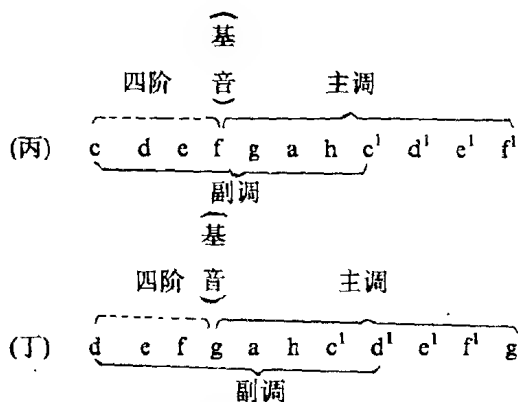 (基
四阶 音) 主调
(丙) c d e f g a h c¹ d¹ e¹ f¹
副调
(基
四阶 音) 主调
(丁) d e f g a h c¹ d¹ e¹ f¹ g
副调